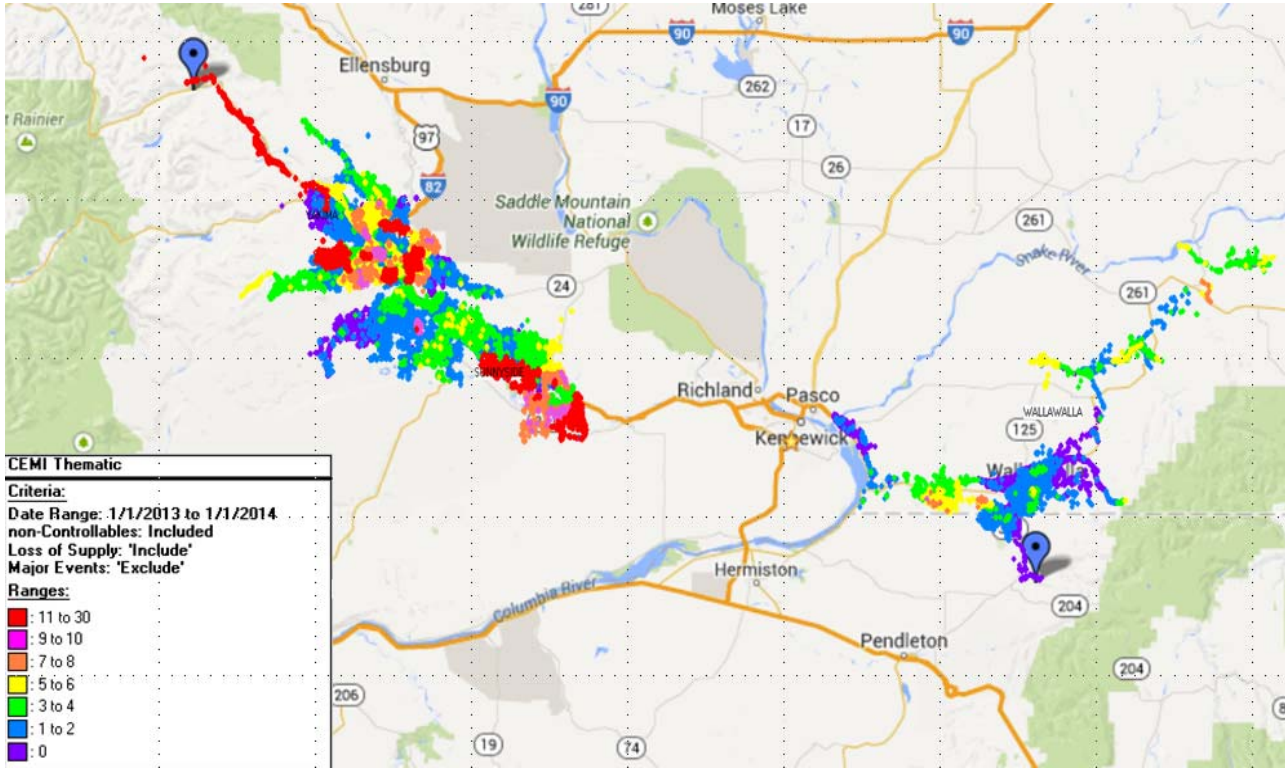 281
Moses Lake
90
90
Ellensburg
90
262
t Rainier
97
17
26
82
YAKIMA
Saddle Mountain
National
Wildlife Refuge
261
Snake River
24
261
SUNNYSIDE
Richland
Pasco
WALLAWALLA
Kennewick
125
CEMI Thematic
Criteria:
Date Range: 1/1/2013 to 1/1/2014
non-Controllables: Included
Loss of Supply: 'Include'
Major Events: 'Exclude'
Ranges:
: 11 to 30
: 9 to 10
: 7 to 8
: 5 to 6
: 3 to 4
: 1 to 2
: 0
Hermiston
Columbia River
204
Pendleton
204
206
19
74